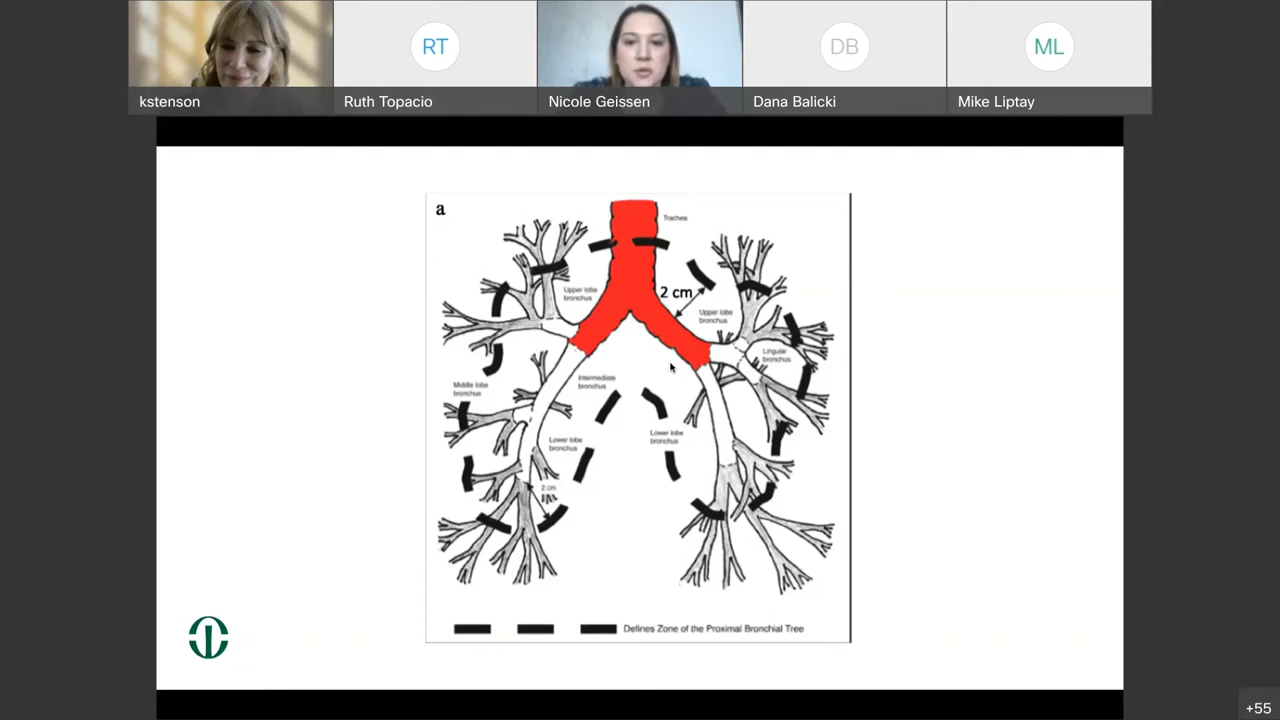 RT
DB
ML
kstenson
Ruth Topacio
Nicole Geissen
Dana Balicki
Mike Liptay
a
Trachea
2 cm
Upper lobe
bronchus
Upper lobe
bronchus
Lingular
bronchus
Intermediate
bronchus
Middle lobe
bronchus
Lower lobe
bronchus
Lower lobe
bronchus
2 cm
Defines Zone of the Proximal Bronchial Tree
+55